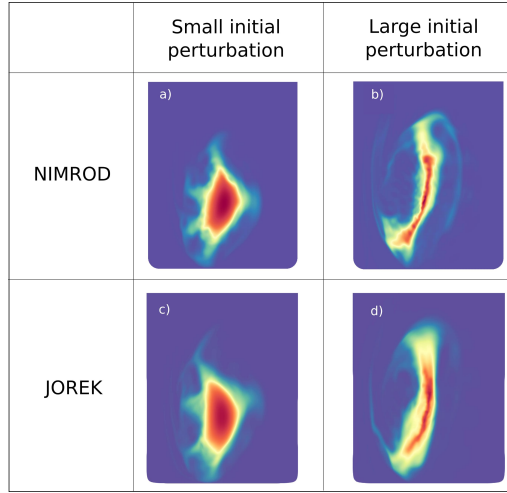 Small initial
perturbation
Large initial
perturbation
NIMROD
a)
b)
JOREK
c)
d)